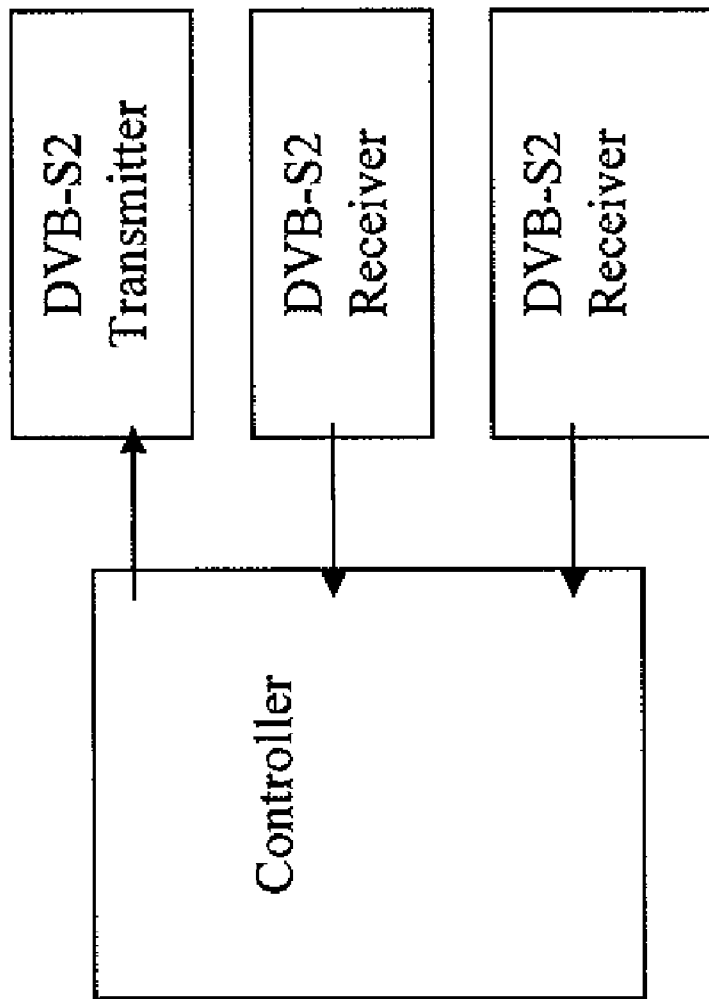 DVB-S2
Transmitter
DVB-S2
Receiver
DVB-S2
Receiver
Controller